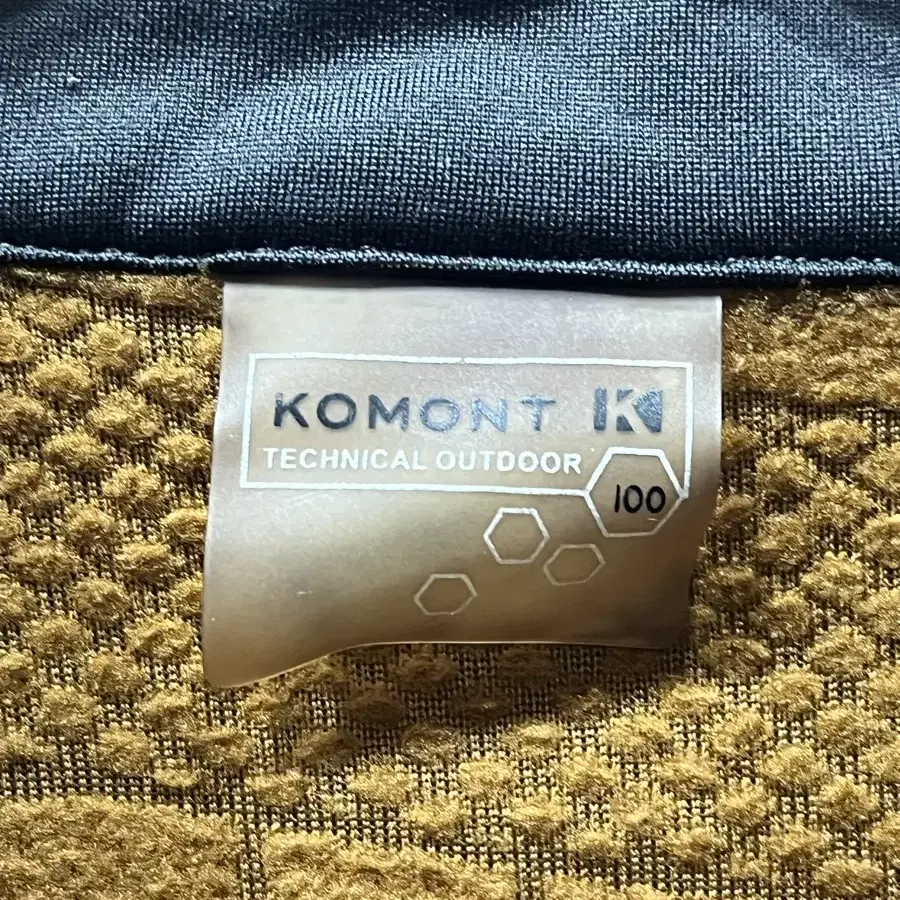 KOMONT K
TECHNICAL OUTDOOR
100